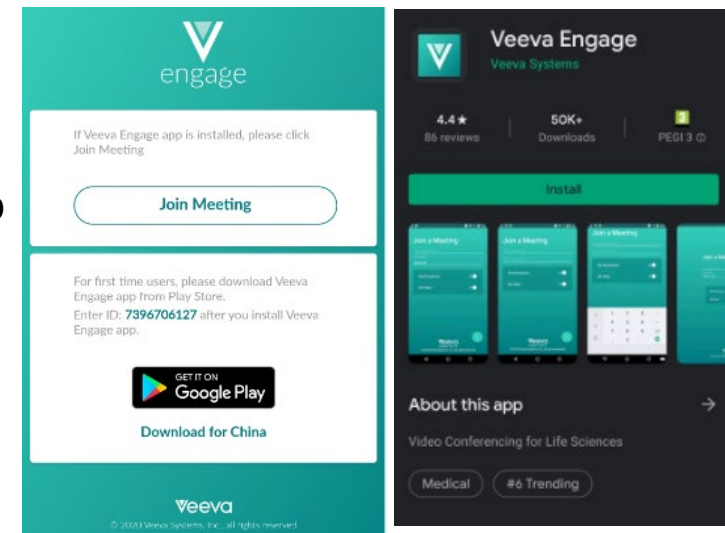 engage
If Veeva Engage app is installed, please click
Join Meeting
Join Meeting
For first time users, please download Veeva
Engage app from Play Store.
Enter ID: 7396706127 after you install Veeva
Engage app.
GET IT ON
Google Play
Download for China
Veeva
© 2020 Veeva Systems, Inc., all rights reserved
Veeva Engage
Veeva Systems
4.4★ 50K+ 3
86 reviews Downloads PEGI 3
Install
Join a Meeting Join a Meeting Join a Meeting
Veeva Veeva
About this app →
Video Conferencing for Life Sciences
Medical #6 Trending